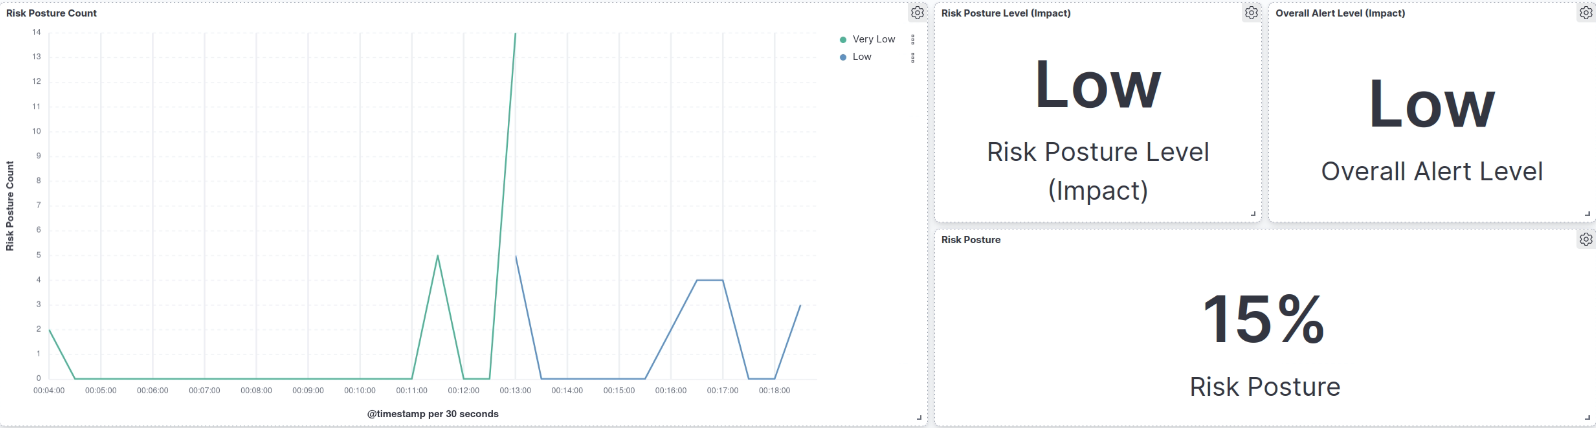 Risk Posture Count
14
13
12
11
10
9
8
7
6
5
4
3
2
1
0
Risk Posture Count
00:04:00 00:05:00 00:06:00 00:07:00 00:08:00 00:09:00 00:10:00 00:11:00 00:12:00 00:13:00 00:14:00 00:15:00 00:16:00 00:17:00 00:18:00
@timestamp per 30 seconds
Very Low
Low
Risk Posture Level (Impact)
Low
Risk Posture Level
(Impact)
Overall Alert Level (Impact)
Low
Overall Alert Level
Risk Posture
15%
Risk Posture